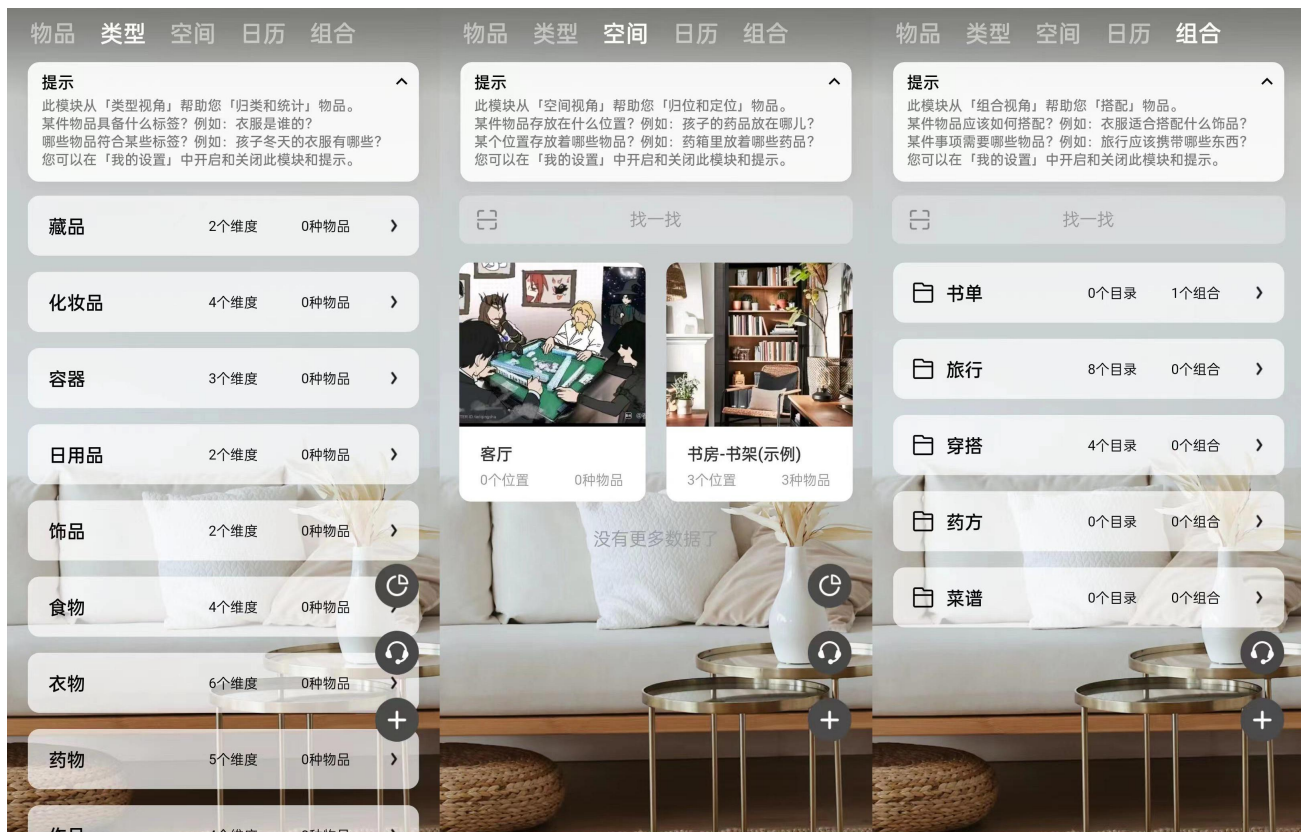 物品 类型 空间 日历 组合
提示
此模块从「类型视角」帮助您「归类和统计」物品。
某件物品具备什么标签？例如：衣服是谁的？
哪些物品符合某些标签？例如：孩子冬天的衣服有哪些？
您可以在「我的设置」中开启和关闭此模块和提示。
藏品 2个维度 0种物品
化妆品 4个维度 0种物品
容器 3个维度 0种物品
日用品 2个维度 0种物品
饰品 2个维度 0种物品
食物 4个维度 0种物品
衣物 6个维度 0种物品
药物 5个维度 0种物品
物品 类型 空间 日历 组合
提示
此模块从「空间视角」帮助您「归位和定位」物品。
某件物品存放在什么位置？例如：孩子的药品放在哪儿？
某个位置存放着哪些物品？例如：药箱里放着哪些药品？
您可以在「我的设置」中开启和关闭此模块和提示。
找一找
客厅
0个位置 0种物品
书房-书架(示例)
3个位置 3种物品
没有更多数据了
物品 类型 空间 日历 组合
提示
此模块从「组合视角」帮助您「搭配」物品。
某件物品应该如何搭配？例如：衣服适合搭配什么饰品？
某件事项需要哪些物品？例如：旅行应该携带哪些东西？
您可以在「我的设置」中开启和关闭此模块和提示。
找一找
书单 0个目录 1个组合
旅行 8个目录 0个组合
穿搭 4个目录 0个组合
药方 0个目录 0个组合
菜谱 0个目录 0个组合